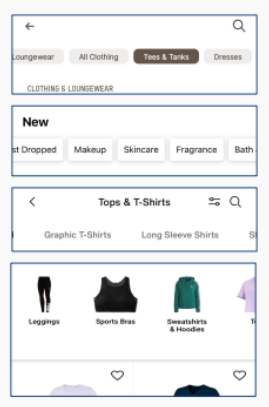 Loungewear All Clothing Tees & Tanks Dresses
CLOTHING & LOUNGEWEAR
New
st Dropped Makeup Skincare Fragrance Bath
Tops & T-Shirts
Graphic T-Shirts Long Sleeve Shirts S
Leggings Sports Bras Sweatshirts & Hoodies T